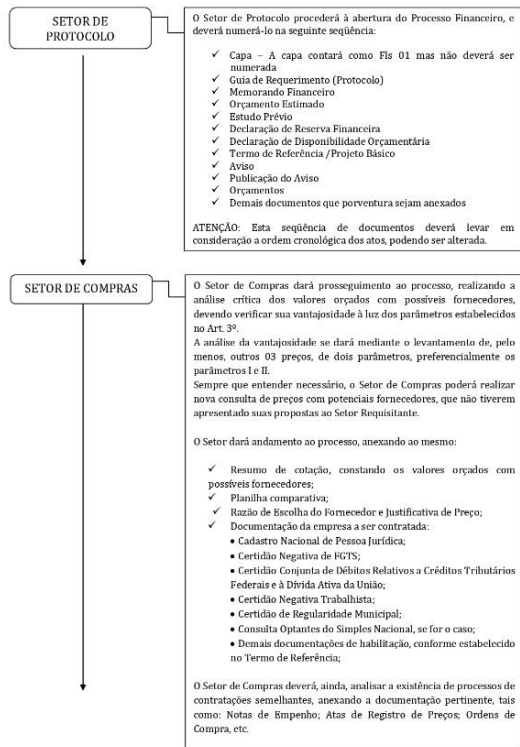 SETOR DE
PROTOCOLO
O Setor de Protocolo procederá à abertura do Processo Financeiro, e
deverá numerá-lo na seguinte seqüência:
✓ Capa – A capa contará como Fls 01 mas não deverá ser
numerada
✓ Guia de Requerimento (Protocolo)
✓ Memorando Financeiro
✓ Orçamento Estimado
✓ Estudo Prévio
✓ Declaração de Reserva Financeira
✓ Declaração de Disponibilidade Orçamentária
✓ Termo de Referência /Projeto Básico
✓ Aviso
✓ Publicação do Aviso
✓ Orçamentos
✓ Demais documentos que porventura sejam anexados
ATENÇÃO: Esta seqüência de documentos deverá levar em
consideração a ordem cronológica dos atos, podendo ser alterada.
SETOR DE COMPRAS
O Setor de Compras dará prosseguimento ao processo, realizando a
análise crítica dos valores orçados com possíveis fornecedores,
devendo verificar sua vantajosidade à luz dos parâmetros estabelecidos
no Art. 3º.
A análise da vantajosidade se dará mediante o levantamento de, pelo
menos, outros 03 preços, de dois parâmetros, preferencialmente os
parâmetros I e II.
Sempre que entender necessário, o Setor de Compras poderá realizar
nova consulta de preços com potenciais fornecedores, que não tiverem
apresentado suas propostas ao Setor Requisitante.
O Setor dará andamento ao processo, anexando ao mesmo:
✓ Resumo de cotação, constando os valores orçados com
possíveis fornecedores;
✓ Planilha comparativa;
✓ Razão de Escolha do Fornecedor e Justificativa de Preço;
✓ Documentação da empresa a ser contratada:
• Cadastro Nacional de Pessoa Jurídica;
• Certidão Negativa de FGTS;
• Certidão Conjunta de Débitos Relativos a Créditos Tributários
Federais e à Dívida Ativa da União;
• Certidão Negativa Trabalhista;
• Certidão de Regularidade Municipal;
• Consulta Optantes do Simples Nacional, se for o caso;
• Demais documentações de habilitação, conforme estabelecido
no Termo de Referência;
O Setor de Compras deverá, ainda, analisar a existência de processos de
contratações semelhantes, anexando a documentação pertinente, tais
como: Notas de Empenho; Atas de Registro de Preços; Ordens de
Compra, etc.